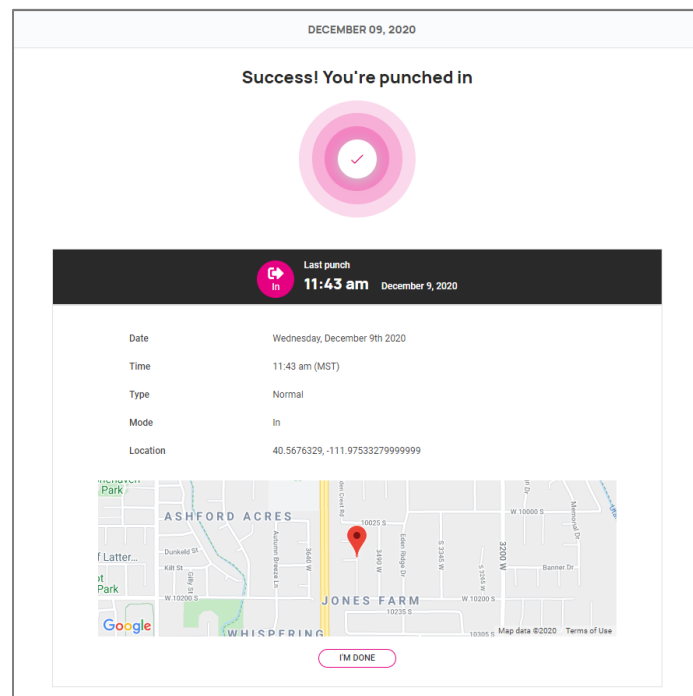 DECEMBER 09, 2020
Success! You're punched in
Last punch
In
11:43 am December 9, 2020
Date Wednesday, December 9th 2020
Time 11:43 am (MST)
Type Normal
Mode In
Location 40.5676329, -111.97533279999999
Park
ASHFORD ACRES
den Crest Rd
10025 S
W 10000 S
Memorial Dr
Dunkeld St
f Latter...
Kilt St
Gilly St
Autumn Breeze Ln
3640 W
3490 W
Eden Ridge Dr
S 3345 W
3200 W
S 3265 W
Banner Dr
Park
W 10200 S
JONES FARM
W 10200 S
10235 S
Google
WHISPERING
10305 S
Map data ©2020 Terms of Use
I'M DONE